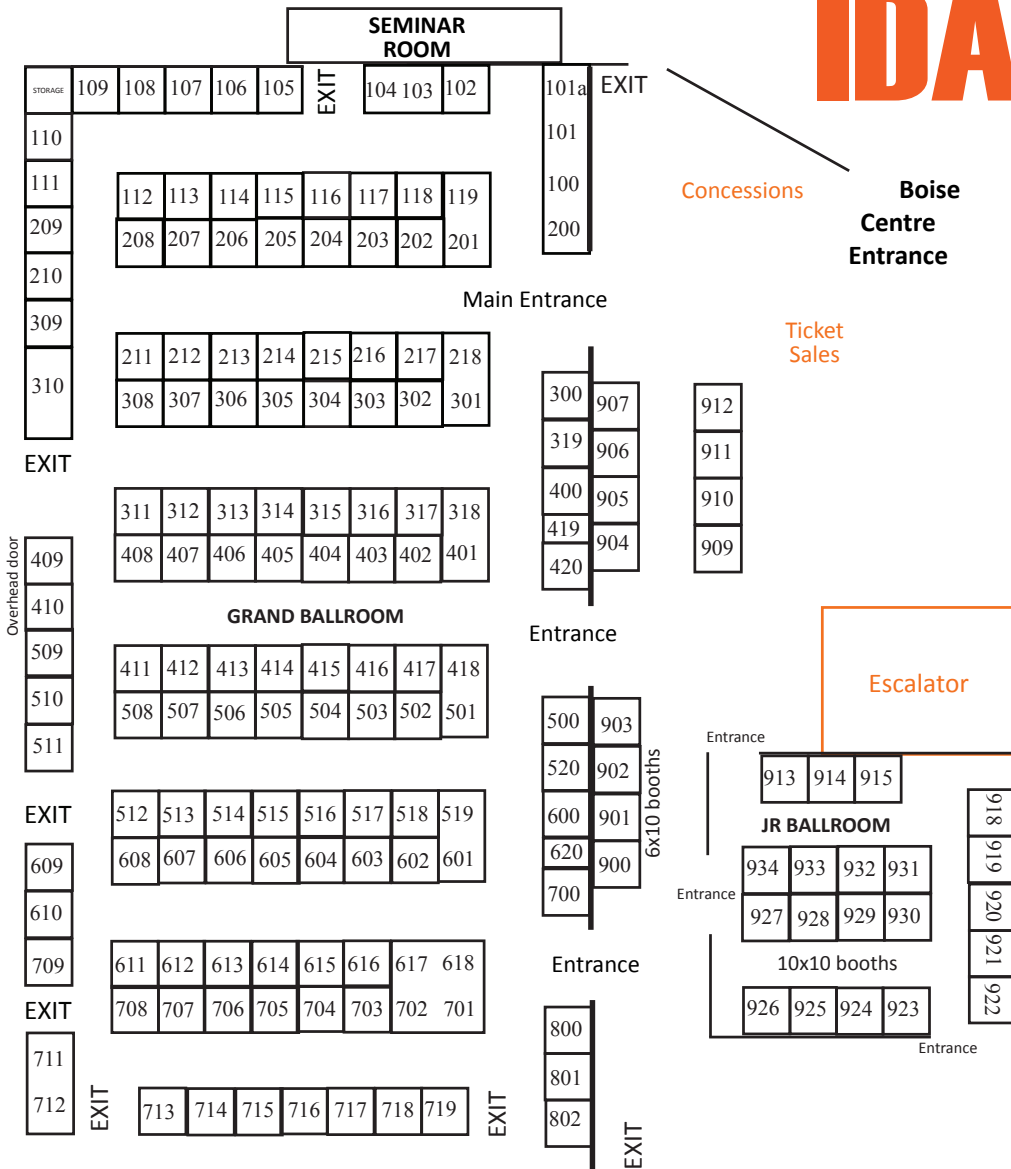 IDA
SEMINAR
ROOM
STORAGE 109 108 107 106 105 EXIT 104 103 102 101a EXIT
110
101
111
112 113 114 115 116 117 118 119
100
Concessions
Boise
Centre
Entrance
209
208 207 206 205 204 203 202 201
200
210
Main Entrance
309
Ticket
Sales
211 212 213 214 215 216 217 218
310
308 307 306 305 304 303 302 301
300 907 912
319 906 911
EXIT
400 905 910
311 312 313 314 315 316 317 318
419 904 909
408 407 406 405 404 403 402 401
420
Overhead door
409
410
GRAND BALLROOM
Entrance
509
411 412 413 414 415 416 417 418
Escalator
510
508 507 506 505 504 503 502 501
500 903
511
520 902
6x10 booths
Entrance
913 914 915
EXIT
512 513 514 515 516 517 518 519
600 901
JR BALLROOM
918
609
608 607 606 605 604 603 602 601
620 900
934 933 932 931
919
610
700
Entrance
927 928 929 930
920
709
611 612 613 614 615 616 617 618
Entrance
10x10 booths
921
EXIT
708 707 706 705 704 703 702 701
800
926 925 924 923
922
Entrance
711
801
712
EXIT
713 714 715 716 717 718 719
EXIT
802
EXIT